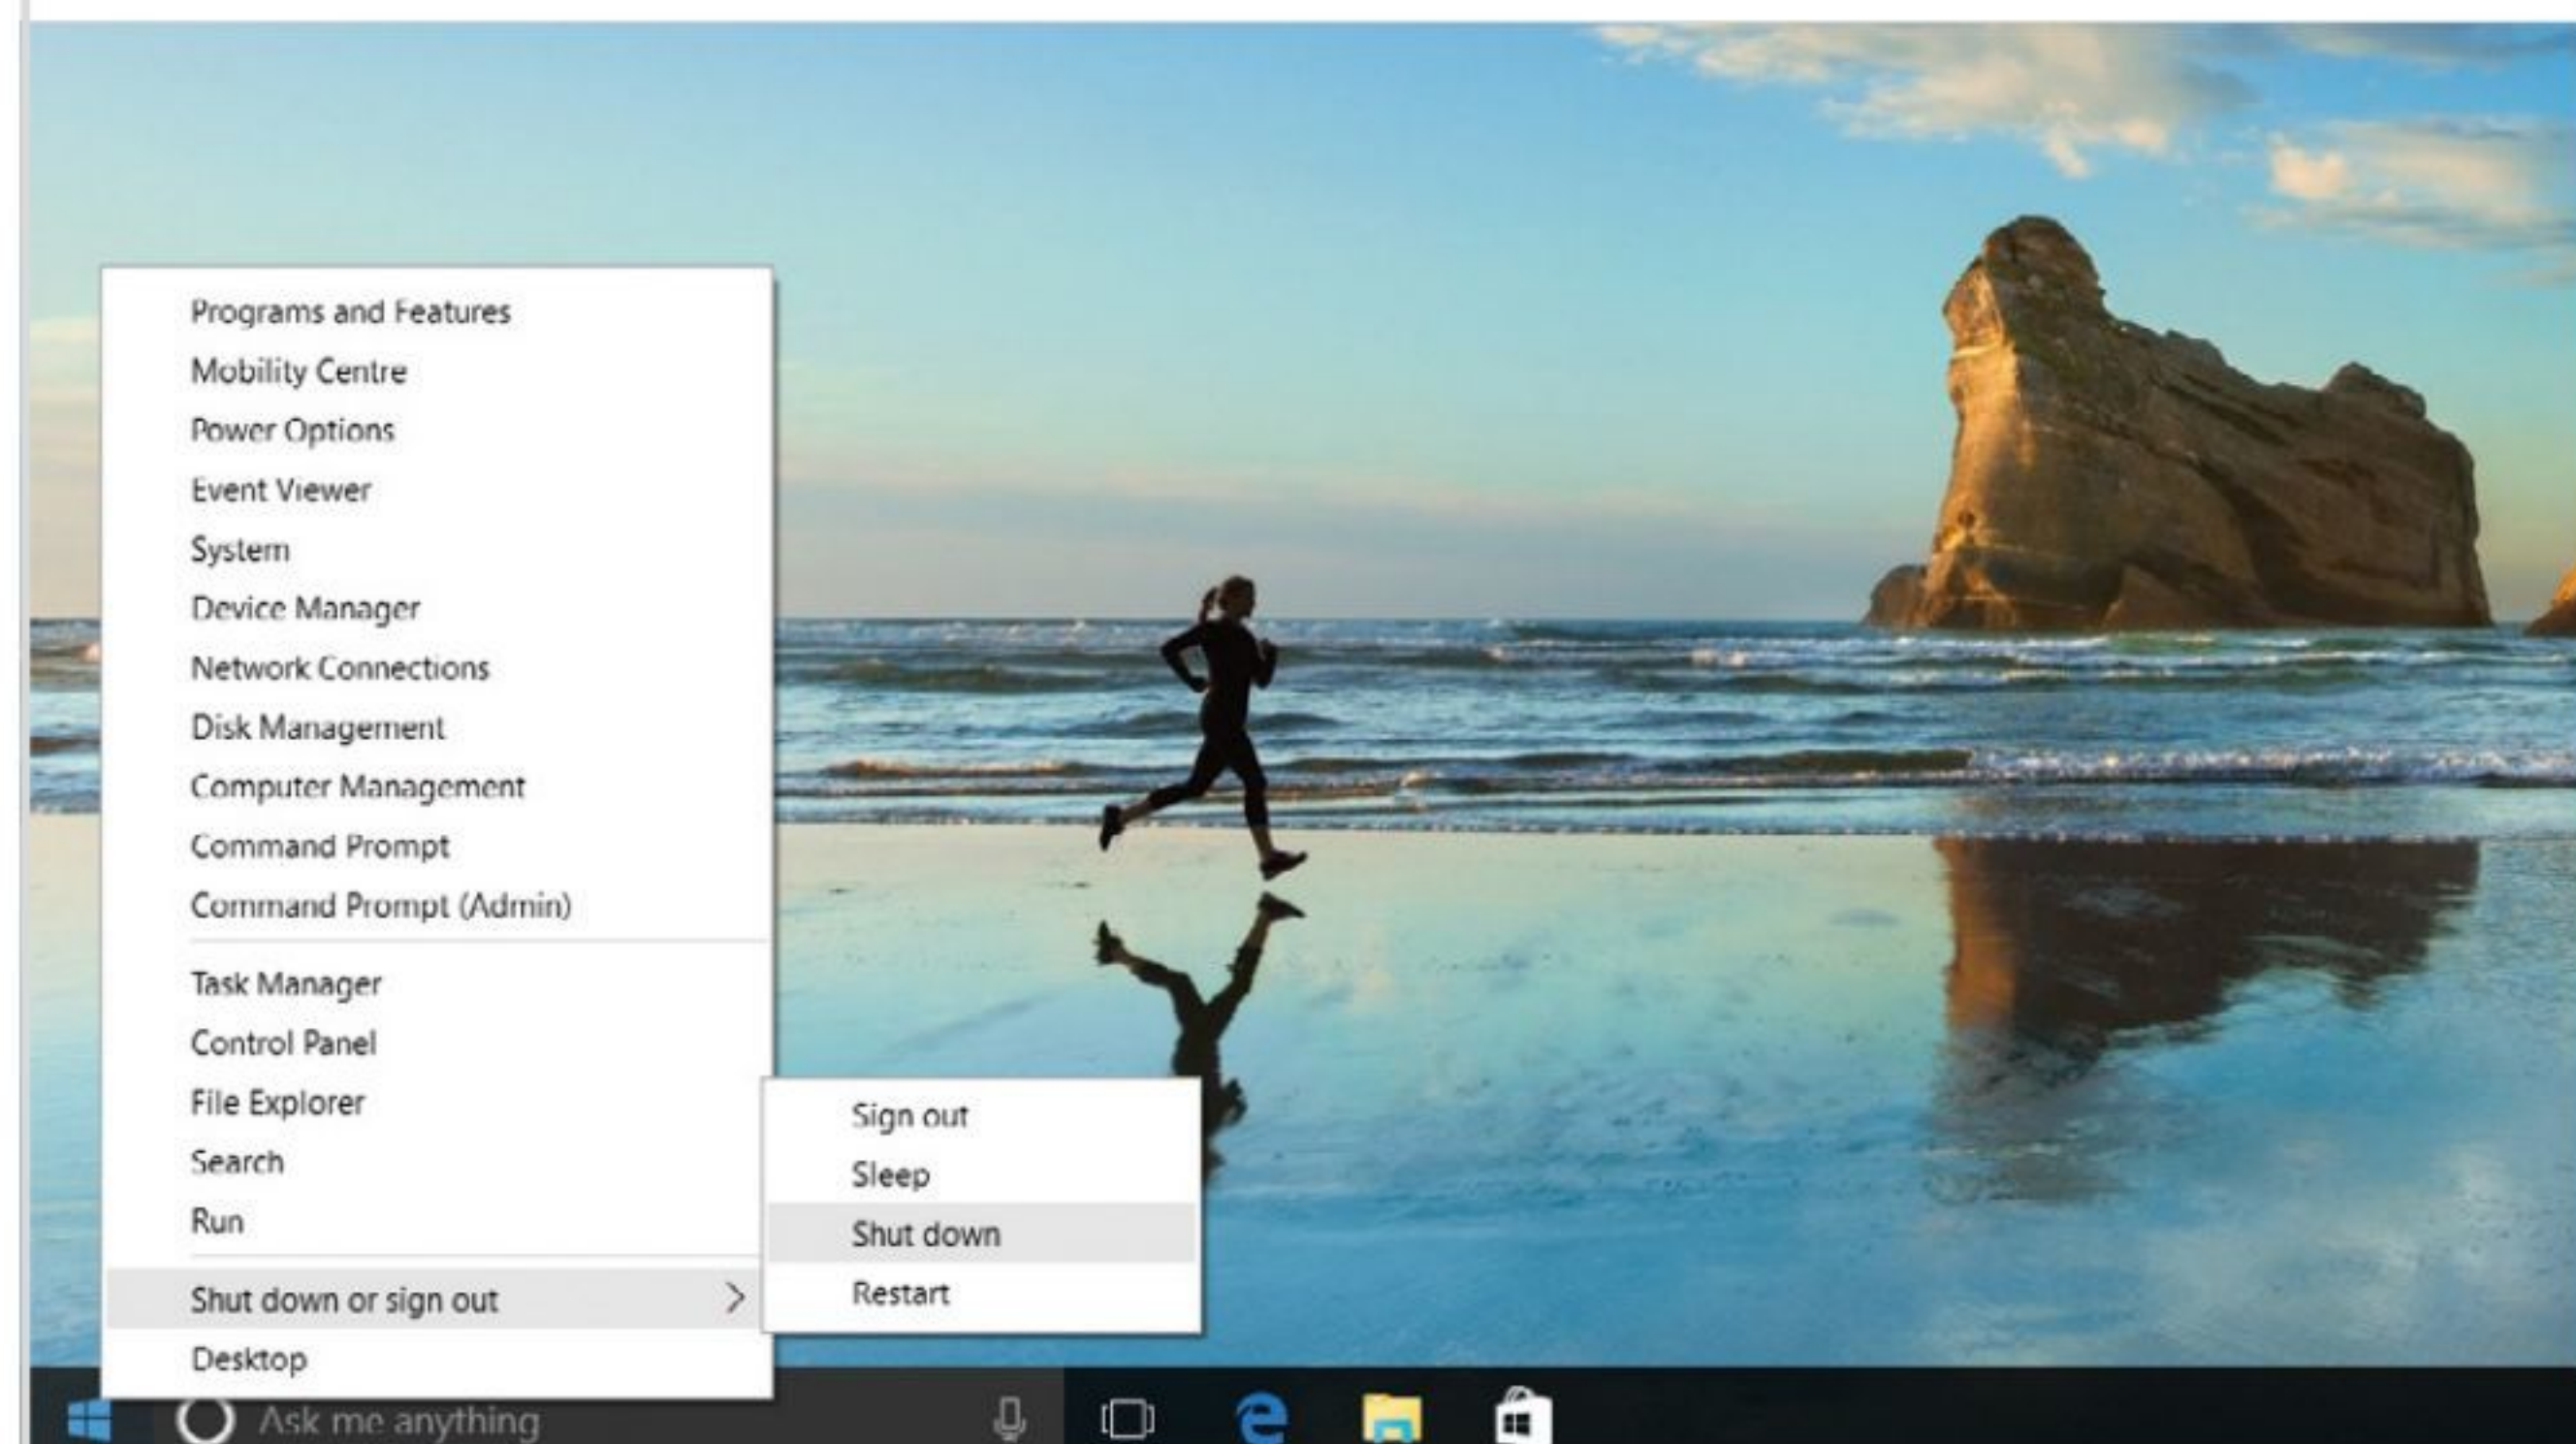 Programs and Features
Mobility Centre
Power Options
Event Viewer
System
Device Manager
Network Connections
Disk Management
Computer Management
Command Prompt
Command Prompt (Admin)
Task Manager
Control Panel
File Explorer
Search
Run
Shut down or sign out
Desktop
Sign out
Sleep
Shut down
Restart
Ask me anything